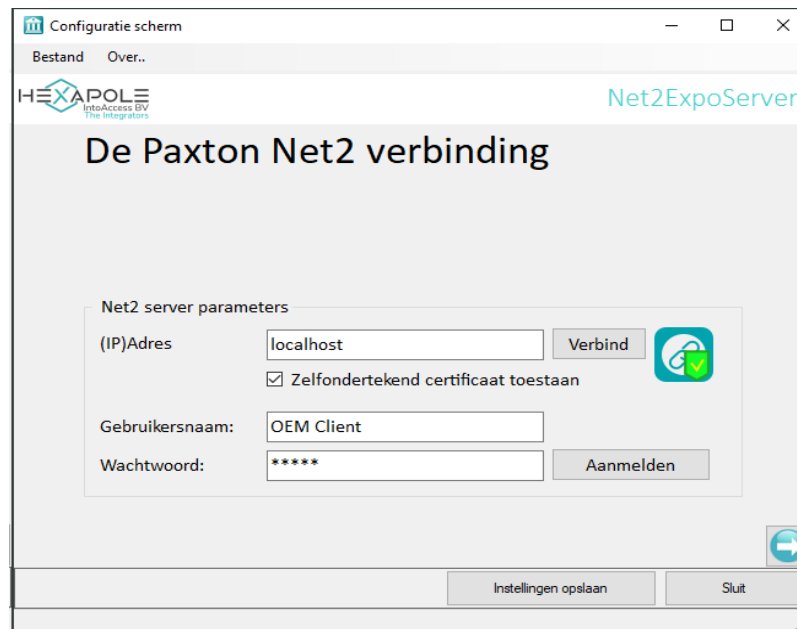 Configuratie scherm
Bestand Over..
HEXAPOLE
IntoAccess BV
The Integrators
Net2ExpoServer
De Paxton Net2 verbinding
Net2 server parameters
(IP)Adres localhost Verbind
Zelfondertekend certificaat toestaan
Gebruikersnaam: OEM Client
Wachtwoord: ***** Aanmelden
Instellingen opslaan Sluit